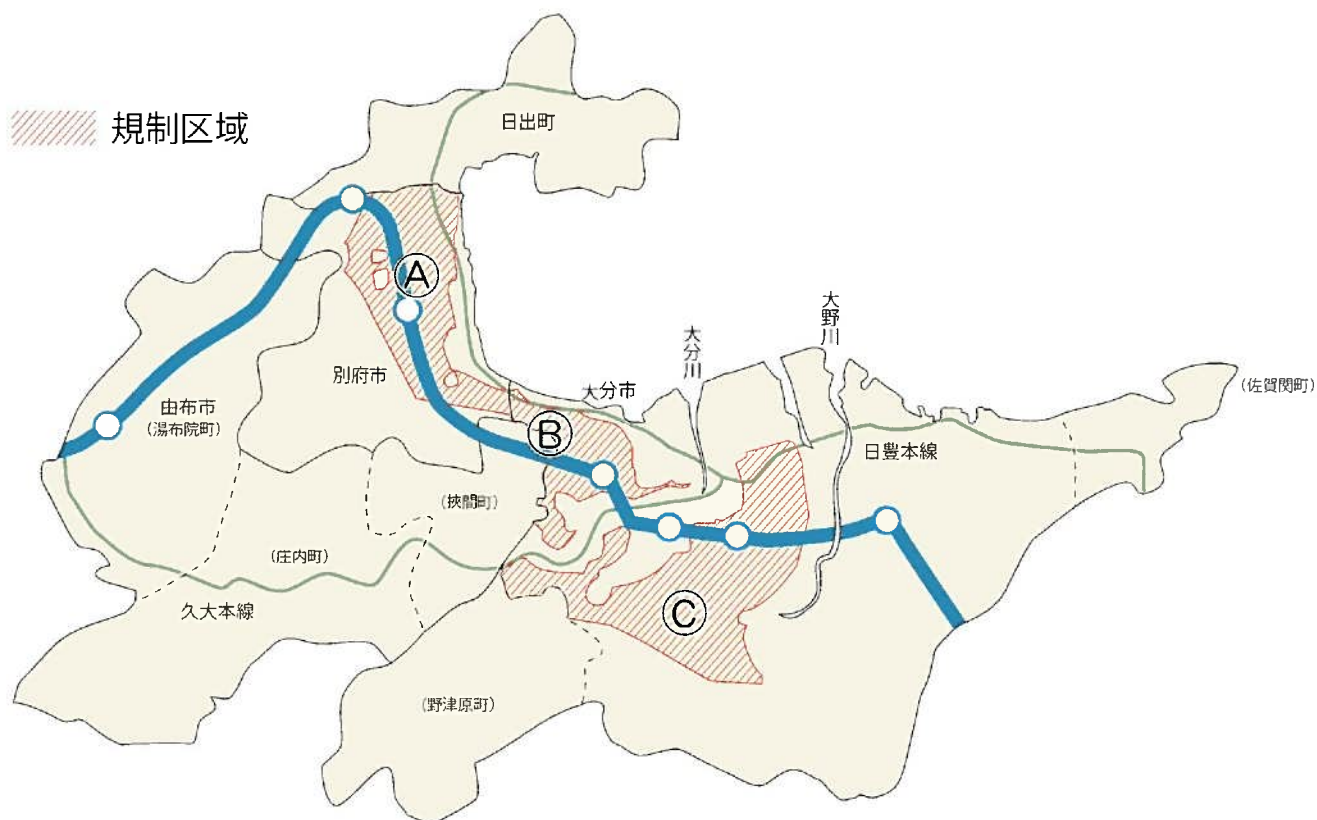 規制区域
日出町
A
大野川
大分川
別府市
大分市
(佐賀関町)
由布市
(湯布院町)
B
日豊本線
(挾間町)
(庄内町)
久大本線
C
(野津原町)